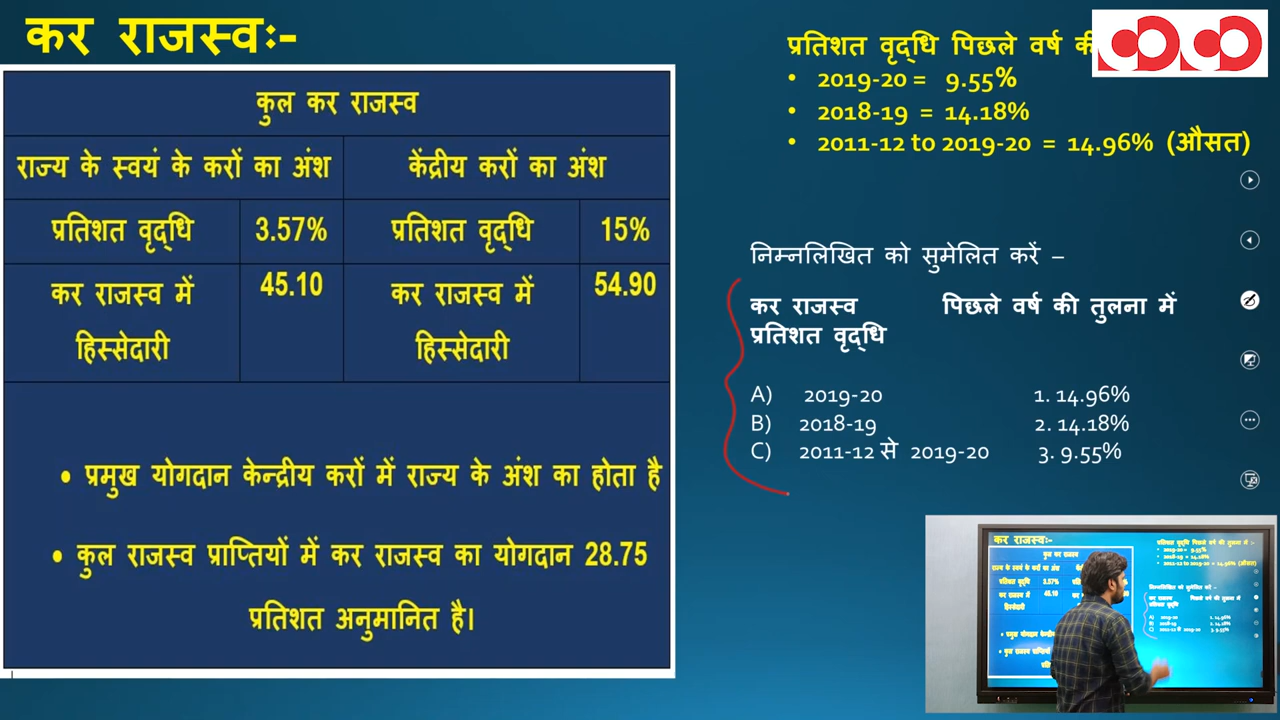 कर राजस्वः-
कुल कर राजस्व
राज्य के स्वयं के करों का अंश केंद्रीय करों का अंश
प्रतिशत वृद्धि 3.57% प्रतिशत वृद्धि 15%
कर राजस्व में 45.10 कर राजस्व में 54.90
हिस्सेदारी हिस्सेदारी
• प्रमुख योगदान केन्द्रीय करों में राज्य के अंश का होता है
• कुल राजस्व प्राप्तियों में कर राजस्व का योगदान 28.75
प्रतिशत अनुमानित है।
प्रतिशत वृद्धि पिछले वर्ष की
• 2019-20 = 9.55%
• 2018-19 = 14.18%
• 2011-12 to 2019-20 = 14.96% (औसत)
निम्नलिखित को सुमेलित करें –
कर राजस्व पिछले वर्ष की तुलना में
प्रतिशत वृद्धि
A) 2019-20 1. 14.96%
B) 2018-19 2. 14.18%
C) 2011-12 से 2019-20 3. 9.55%